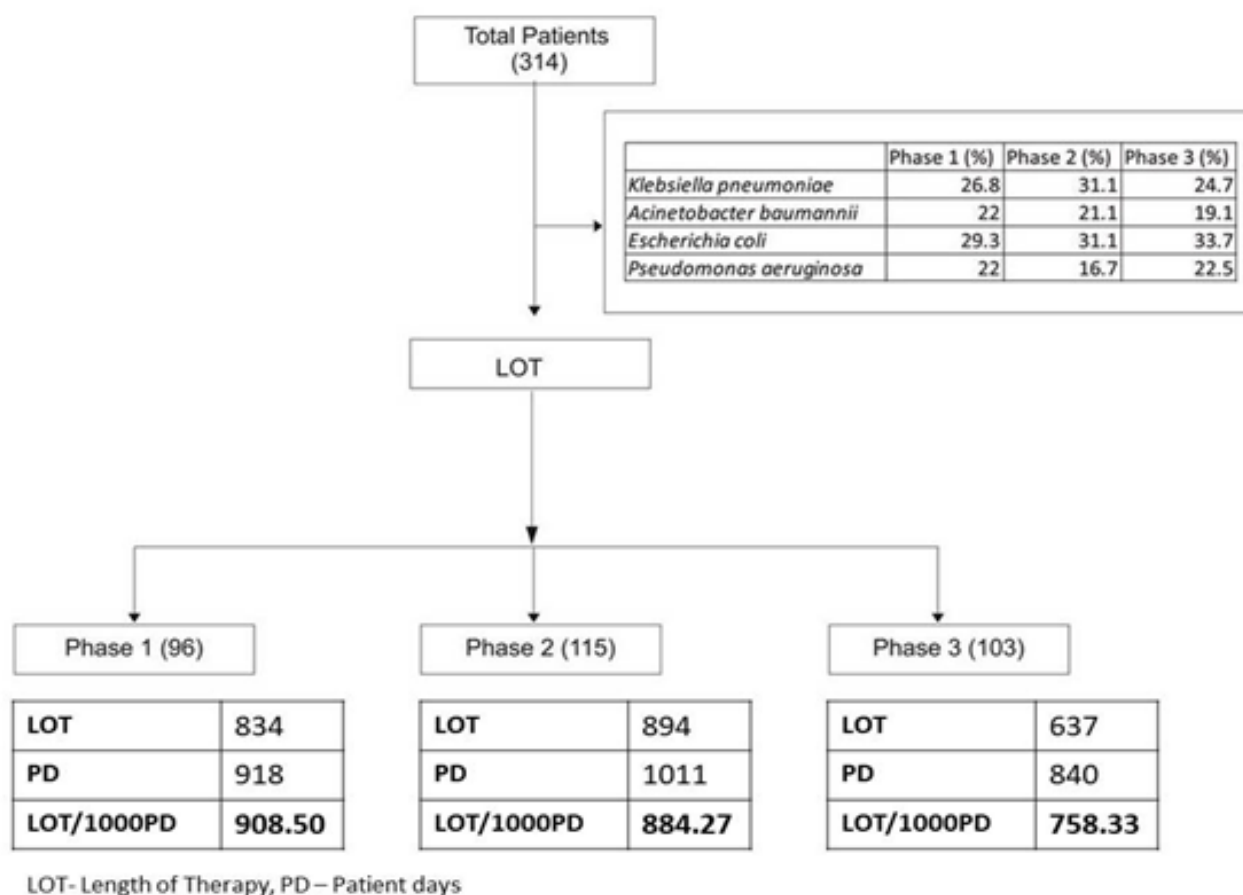 Total Patients
(314)
Phase 1 (%) Phase 2 (%) Phase 3 (%)
Klebsiella pneumoniae 26.8 31.1 24.7
Acinetobacter baumannii 22 21.1 19.1
Escherichia coli 29.3 31.1 33.7
Pseudomonas aeruginosa 22 16.7 22.5
LOT
Phase 1 (96)
Phase 2 (115)
Phase 3 (103)
LOT 834
PD 918
LOT/1000PD 908.50
LOT 894
PD 1011
LOT/1000PD 884.27
LOT 637
PD 840
LOT/1000PD 758.33
LOT- Length of Therapy, PD – Patient days